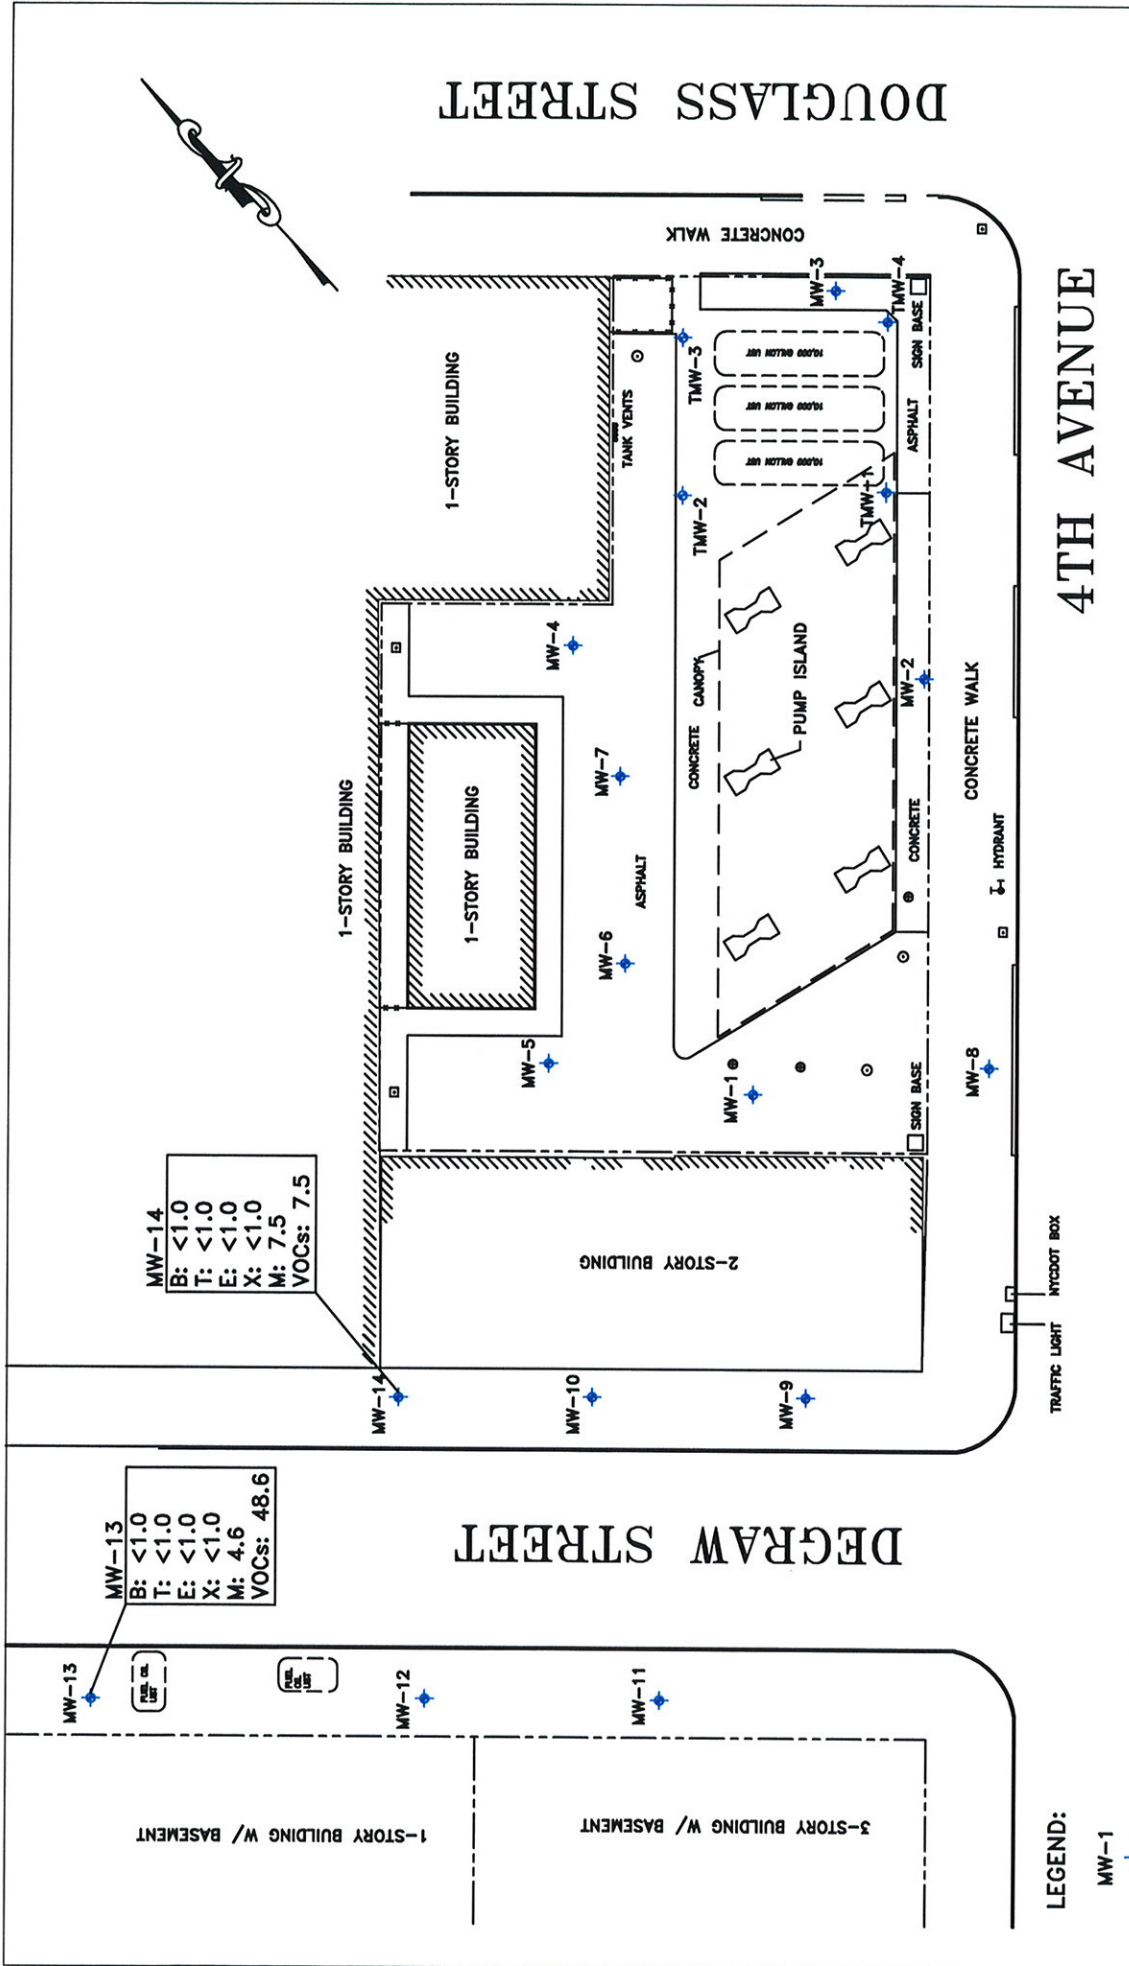 DEGRAW STREET
DOUGLASS STREET
4TH AVENUE
MW-13
B: <1.0
T: <1.0
E: <1.0
X: <1.0
M: 4.6
VOCs: 48.6
MW-14
B: <1.0
T: <1.0
E: <1.0
X: <1.0
M: 7.5
VOCs: 7.5
MW-13
FUEL OIL UST
FUEL OIL UST
MW-12
MW-11
1-STORY BUILDING W/ BASEMENT
3-STORY BUILDING W/ BASEMENT
MW-14
MW-10
MW-9
2-STORY BUILDING
1-STORY BUILDING
1-STORY BUILDING
1-STORY BUILDING
MW-5
MW-6
MW-7
MW-4
ASPHALT
TANK VENTS
CONCRETE
CANOPY
PUMP ISLAND
MW-1
SIGN BASE
MW-8
CONCRETE
MW-2
TMW-2
TMW-1
TMW-3
10,000 GALLON UST
10,000 GALLON UST
10,000 GALLON UST
MW-3
TMW-4
SIGN BASE
ASPHALT
CONCRETE WALK
CONCRETE WALK
HYDRANT
TRAFFIC LIGHT
NYCDOT BOX
LEGEND:
MW-1